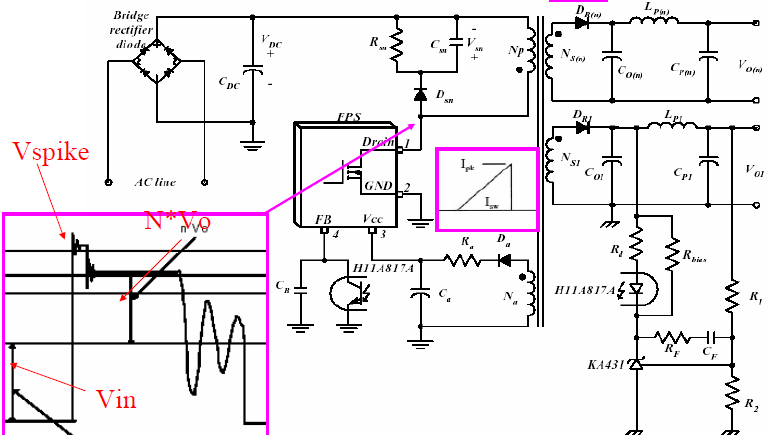 Bridge
rectifier
diode
V_DC
+
-
C_DC
+
-
AC line
R_sn
C_sn
-
V_sn
+
Np
D_sn
D_R(n)
L_P(n)
N_S(n)
C_O(n)
C_P(n)
V_O(n)
D_R1
L_P1
N_S1
C_O1
C_P1
V_O1
FPS
Drain
1
GND
2
FB
Vcc
4
3
I_pk
I_sw
R_a
D_a
N_a
C_a
C_B
H11A817A
R_d
R_bias
H11A817A
R_1
R_F
C_F
KA431
R_2
Vspike
N*Vo
Vin